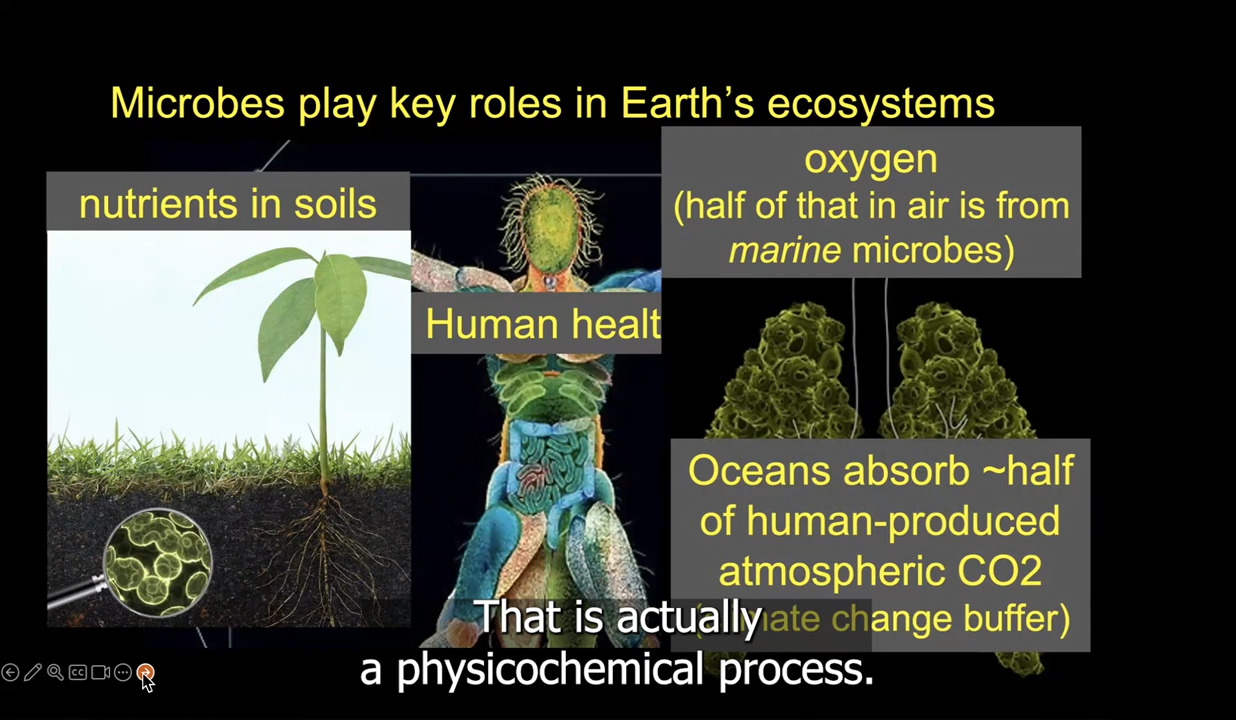 Microbes play key roles in Earth's ecosystems
nutrients in soils
Human healt
oxygen
(half of that in air is from
marine microbes)
Oceans absorb ~half
of human-produced
atmospheric CO2
change buffer)
That is actually
a physicochemical process.
CC